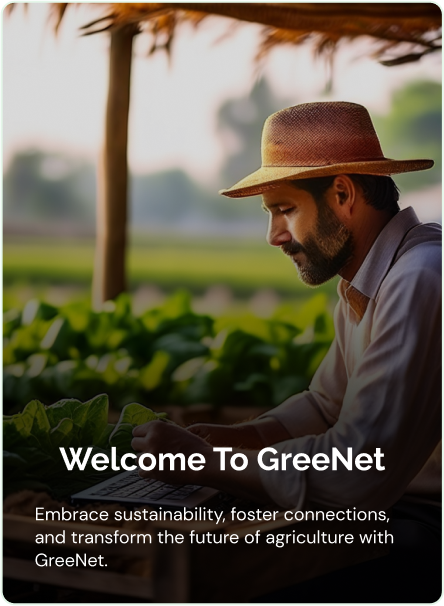 Welcome To GreeNet
Embrace sustainability, foster connections,
and transform the future of agriculture with
GreeNet.